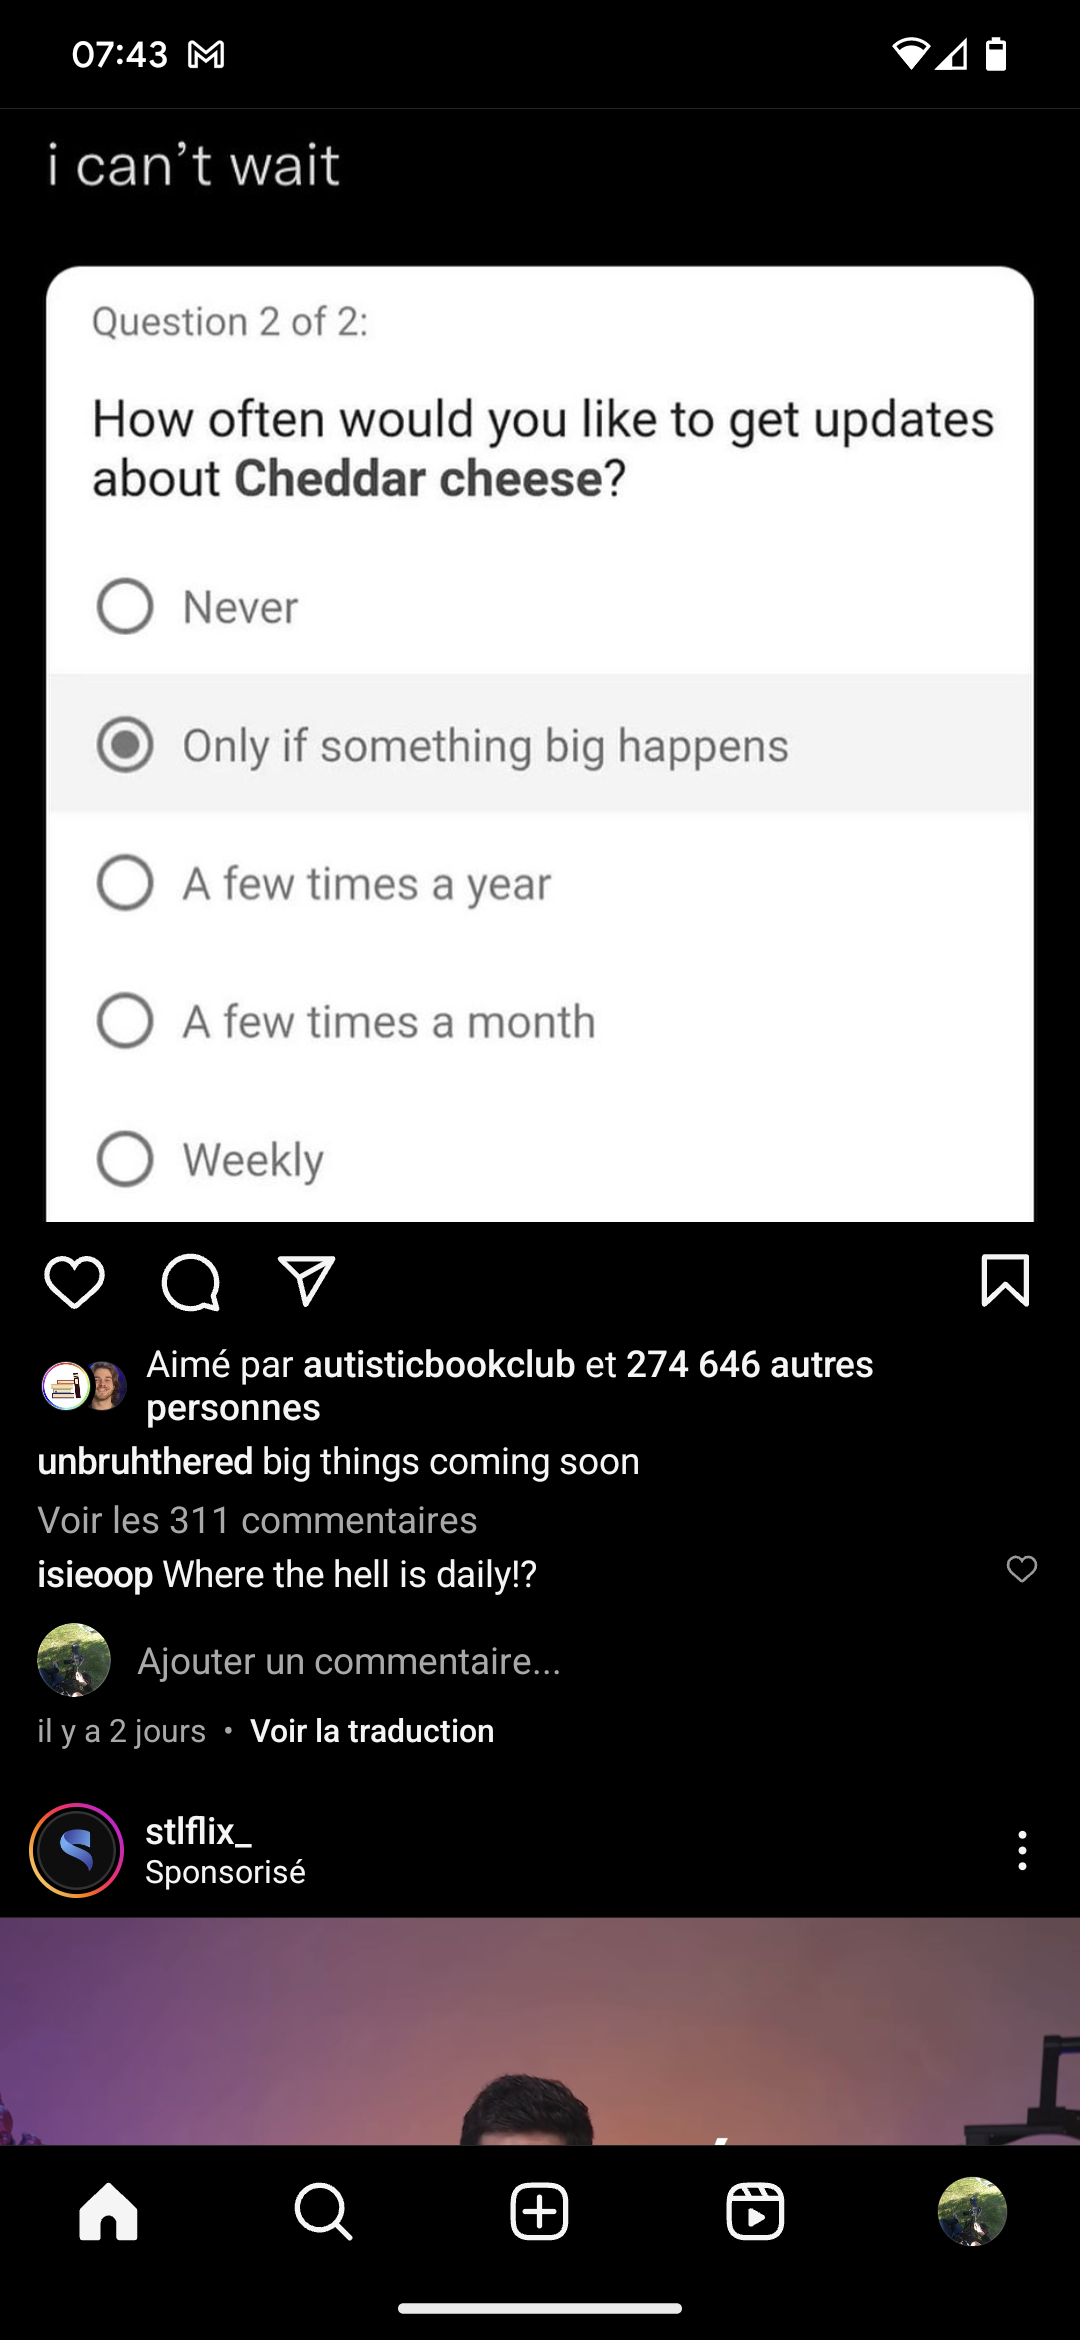 07:43
i can’t wait
Question 2 of 2:
How often would you like to get updates
about Cheddar cheese?
Never
Only if something big happens
A few times a year
A few times a month
Weekly
Aimé par autisticbookclub et 274 646 autres
personnes
unbruhthered big things coming soon
Voir les 311 commentaires
isieoop Where the hell is daily!?
Ajouter un commentaire...
il y a 2 jours • Voir la traduction
stlflix_
Sponsorisé